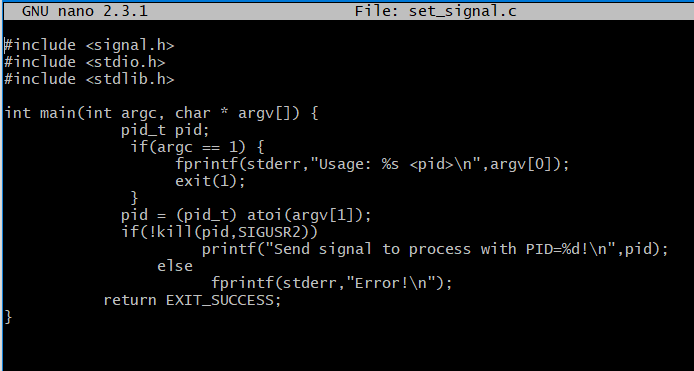 GNU nano 2.3.1 File: set_signal.c
#include <signal.h>
#include <stdio.h>
#include <stdlib.h>
int main(int argc, char * argv[]) {
pid_t pid;
if(argc == 1) {
fprintf(stderr,"Usage: %s <pid>\n",argv[0]);
exit(1);
}
pid = (pid_t) atoi(argv[1]);
if(!kill(pid,SIGUSR2))
printf("Send signal to process with PID=%d!\n",pid);
else
fprintf(stderr,"Error!\n");
return EXIT_SUCCESS;
}